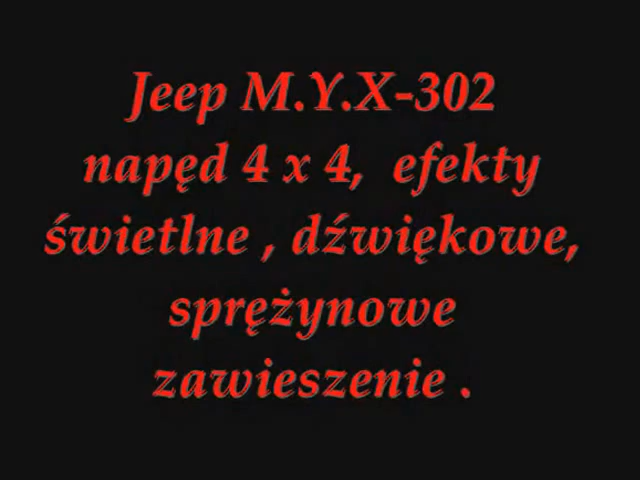 Jeep M.Y.X-302
napęd 4 x 4,  efekty
świetlne , dźwiękowe,
sprężynowe
zawieszenie .